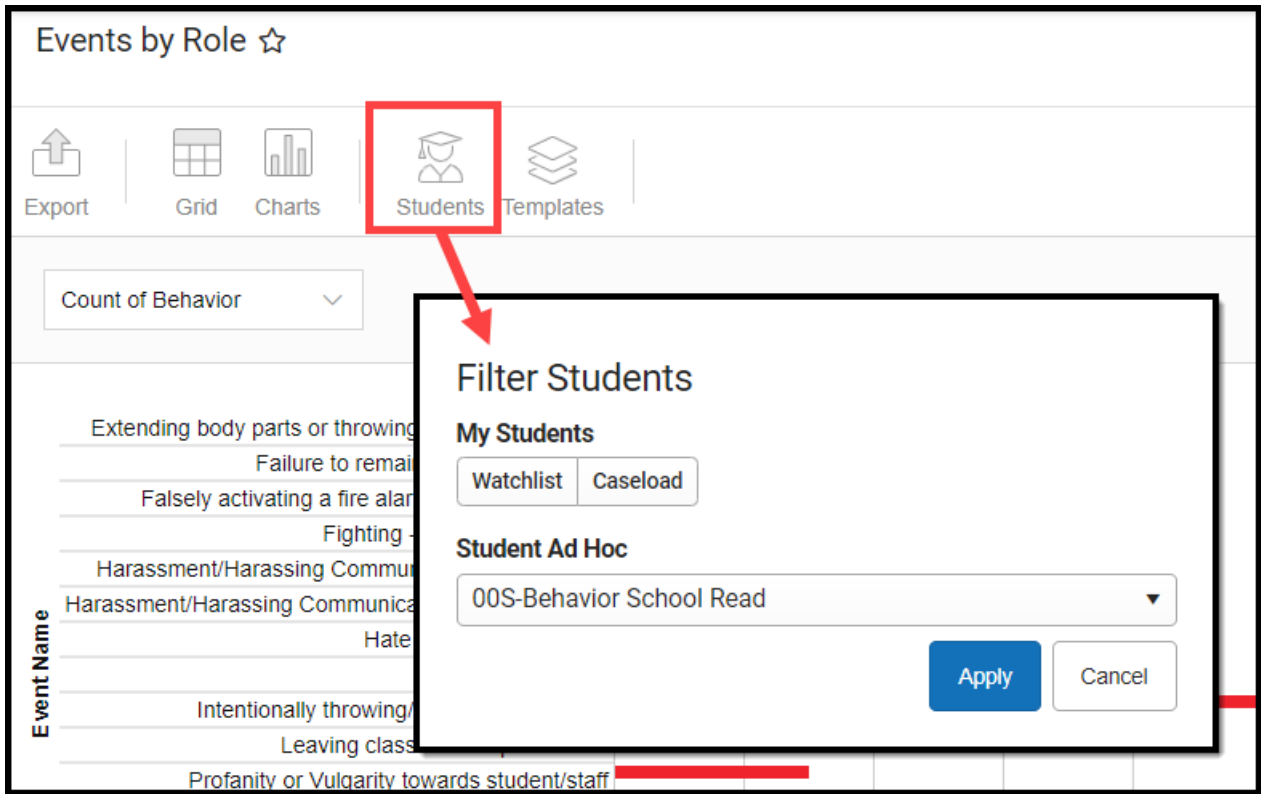 Events by Role
Export Grid Charts Students Templates
Count of Behavior
Filter Students
My Students
Watchlist Caseload
Student Ad Hoc
00S-Behavior School Read
Apply Cancel
Event Name
Extending body parts or throwing
Failure to remai
Falsely activating a fire alar
Fighting -
Harassment/Harassing Commu
Harassment/Harassing Communica
Hate
Intentionally throwing/
Leaving class
Profanity or Vulgarity towards student/staff